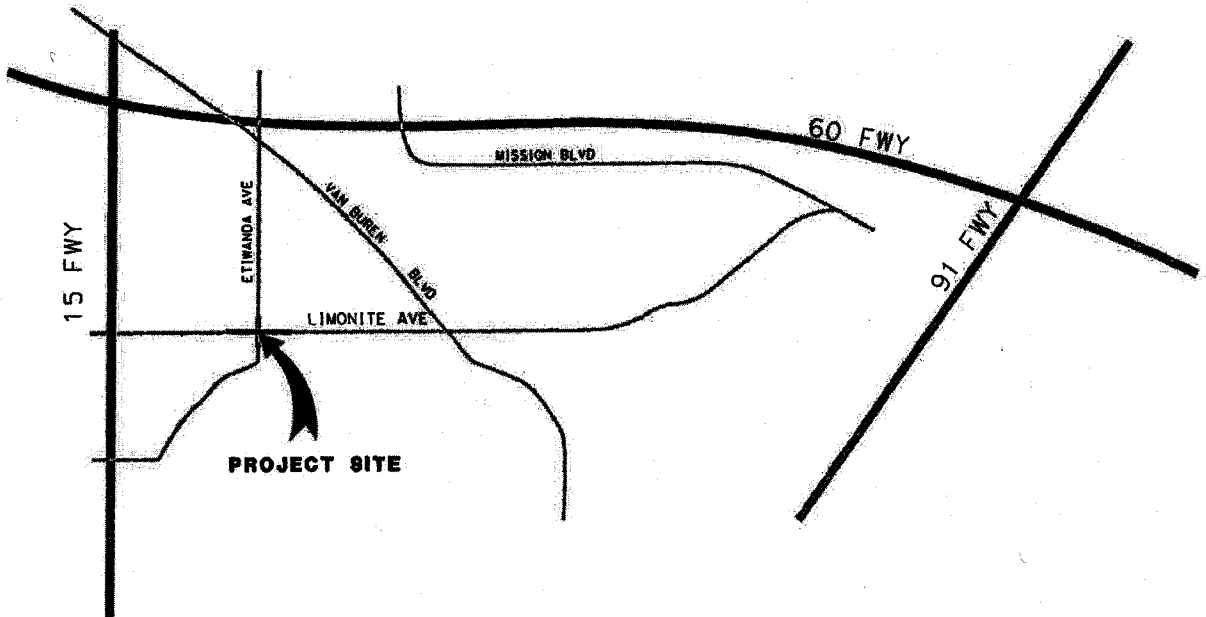 60 FWY
MISSION BLVD
VAN BUREN BLVD
ETIWANDA AVE
15 FWY
91 FWY
LIMONITE AVE
PROJECT SITE